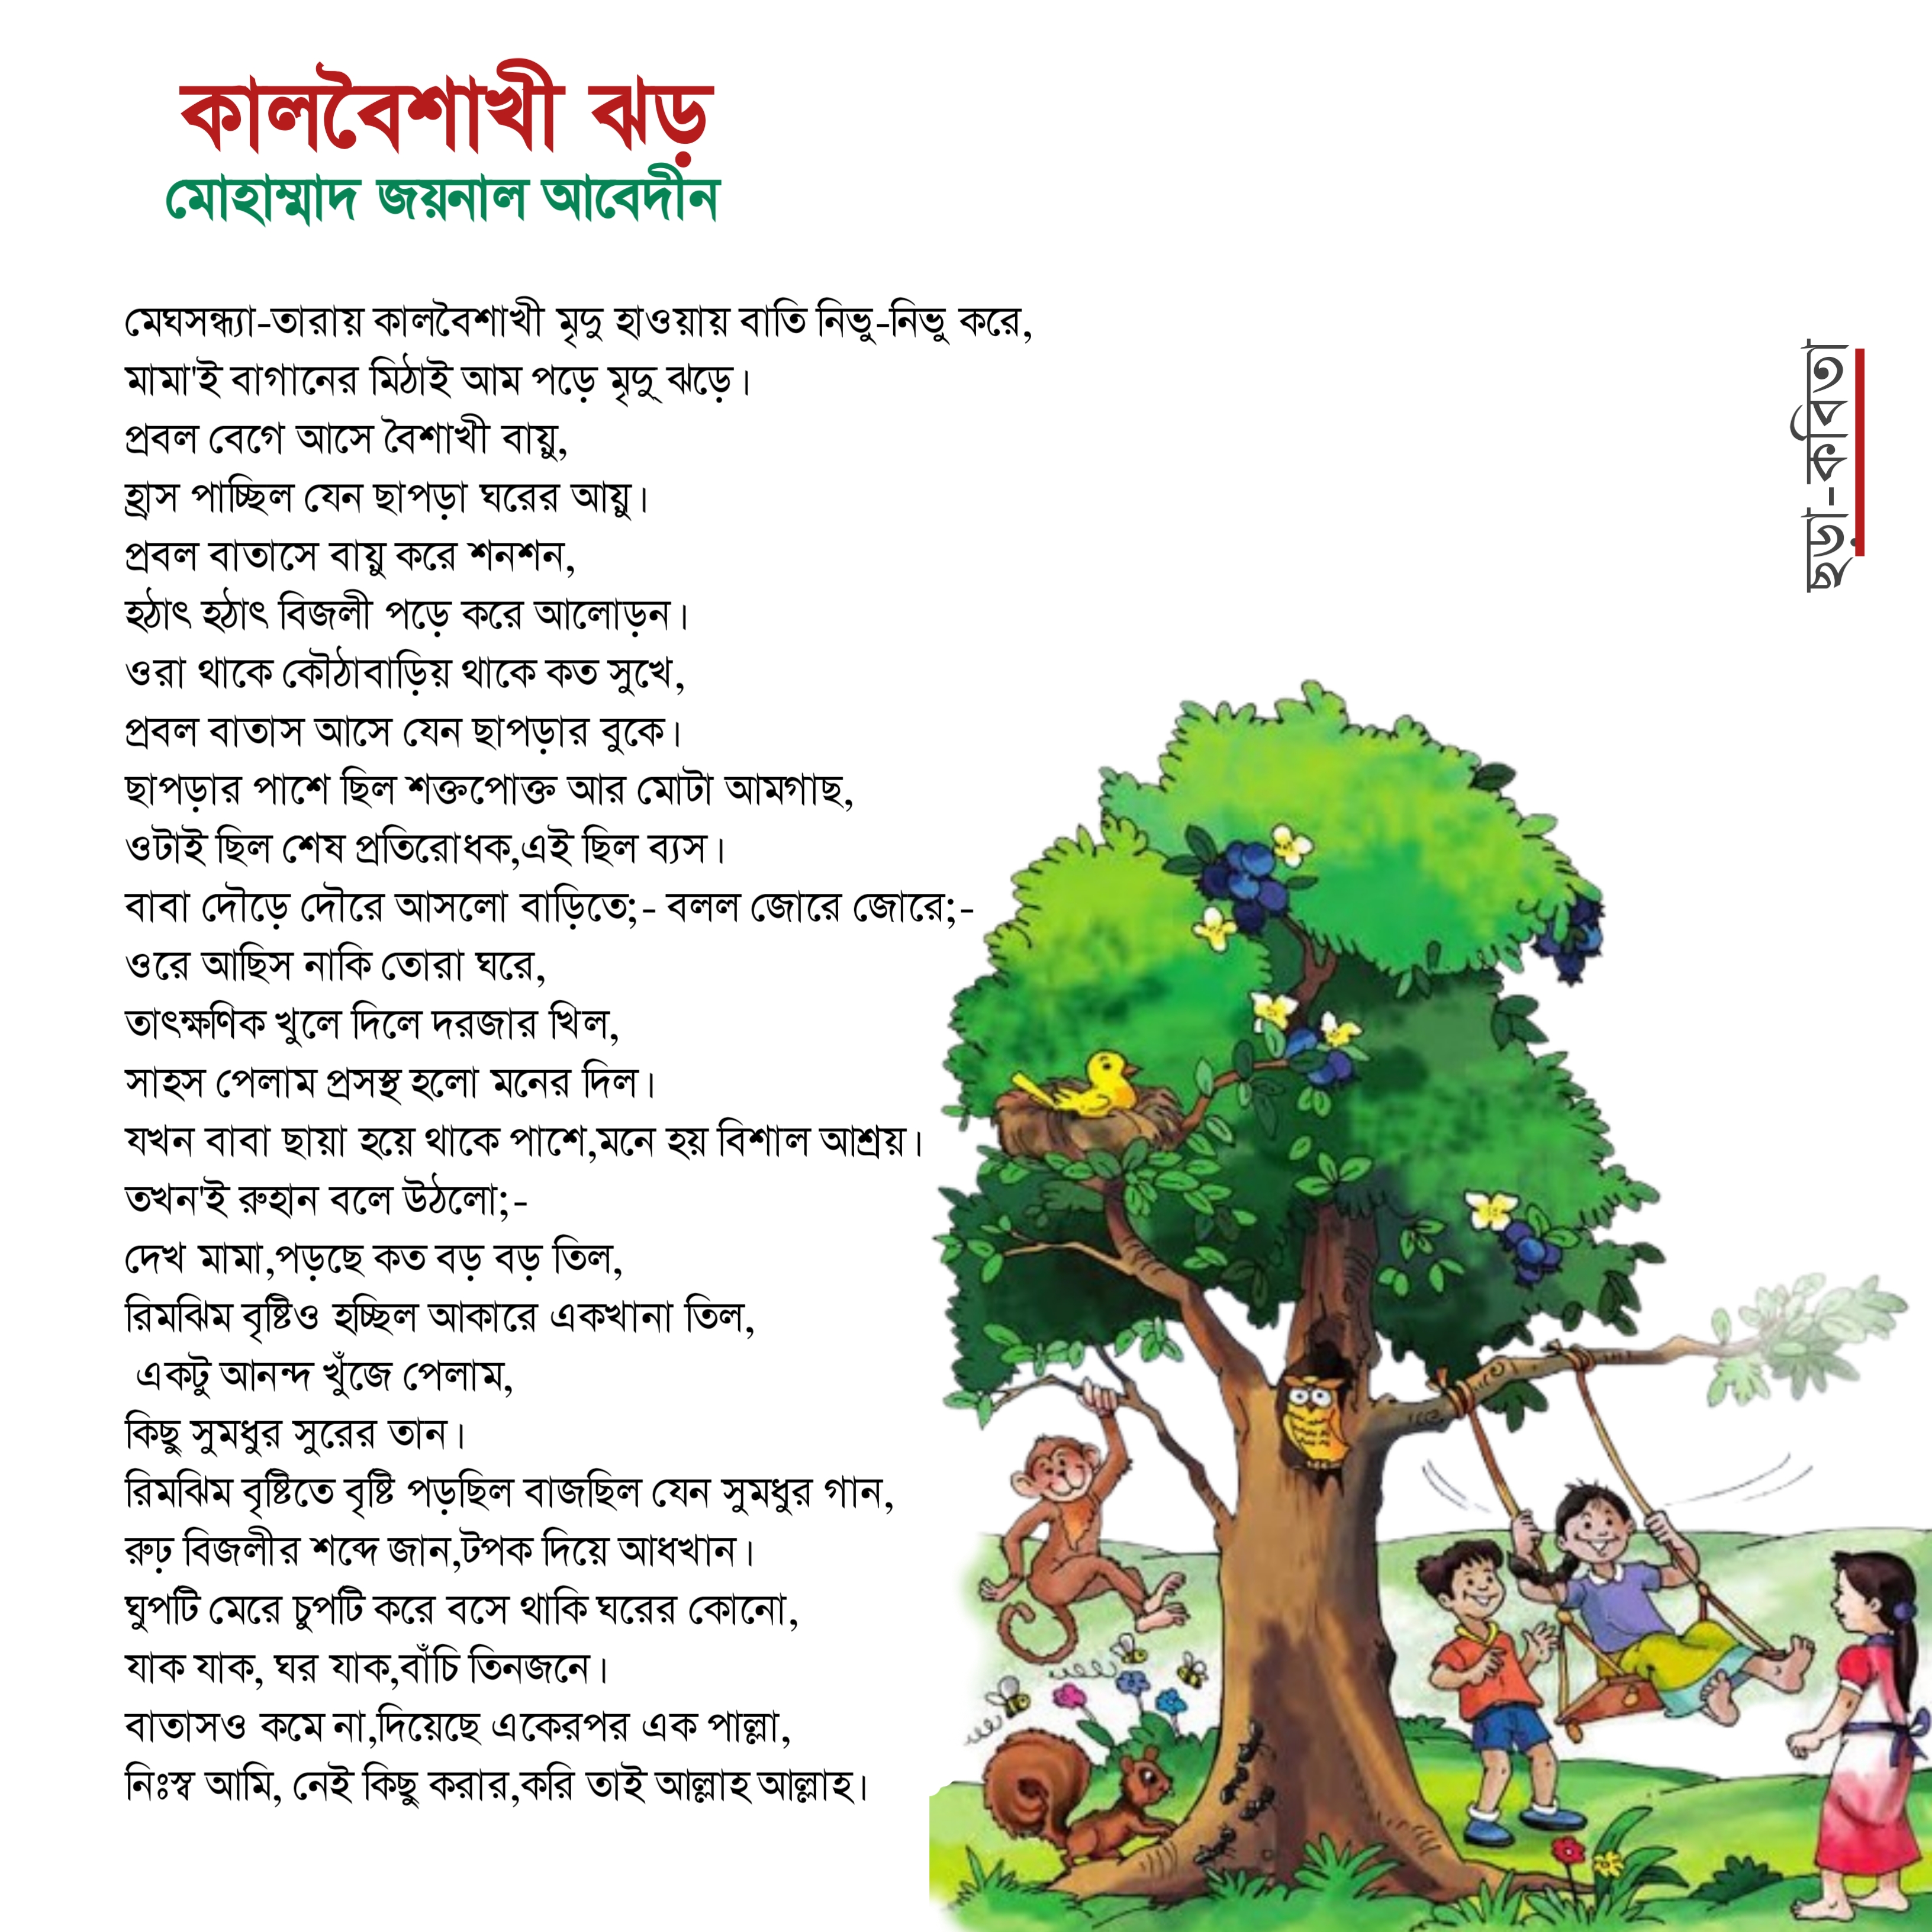 কালবৈশাখী ঝড়
মোহাম্মাদ জয়নাল আবেদীন
মেঘসন্ধ্যা-তারায় কালবৈশাখী মৃদু হাওয়ায় বাতি নিভু-নিভু করে,
মামা'ই বাগানের মিঠাই আম পড়ে মৃদু ঝড়ে।
প্রবল বেগে আসে বৈশাখী বায়ু,
হ্রাস পাচ্ছিল যেন ছাপড়া ঘরের আয়ু।
প্রবল বাতাসে বায়ু করে শনশন,
হঠাৎ হঠাৎ বিজলী পড়ে করে আলোড়ন।
ওরা থাকে কৌঠাবাড়িয় থাকে কত সুখে,
প্রবল বাতাস আসে যেন ছাপড়ার বুকে।
ছাপড়ার পাশে ছিল শক্তপোক্ত আর মোটা আমগাছ,
ওটাই ছিল শেষ প্রতিরোধক,এই ছিল ব্যস।
বাবা দৌড়ে দৌরে আসলো বাড়িতে;- বলল জোরে জোরে;-
ওরে আছিস নাকি তোরা ঘরে,
তাৎক্ষণিক খুলে দিলে দরজার খিল,
সাহস পেলাম প্রসস্থ হলো মনের দিল।
যখন বাবা ছায়া হয়ে থাকে পাশে,মনে হয় বিশাল আশ্রয়।
তখন'ই রুহান বলে উঠলো;-
দেখ মামা,পড়ছে কত বড় বড় তিল,
রিমঝিম বৃষ্টিও হচ্ছিল আকারে একখানা তিল,
একটু আনন্দ খুঁজে পেলাম,
কিছু সুমধুর সুরের তান।
রিমঝিম বৃষ্টিতে বৃষ্টি পড়ছিল বাজছিল যেন সুমধুর গান,
রুঢ় বিজলীর শব্দে জান,টপক দিয়ে আধখান।
ঘুপটি মেরে চুপটি করে বসে থাকি ঘরের কোনো,
যাক যাক, ঘর যাক,বাঁচি তিনজনে।
বাতাসও কমে না,দিয়েছে একেরপর এক পাল্লা,
নিঃস্ব আমি, নেই কিছু করার,করি তাই আল্লাহ আল্লাহ।
ছড়া-কবিতা